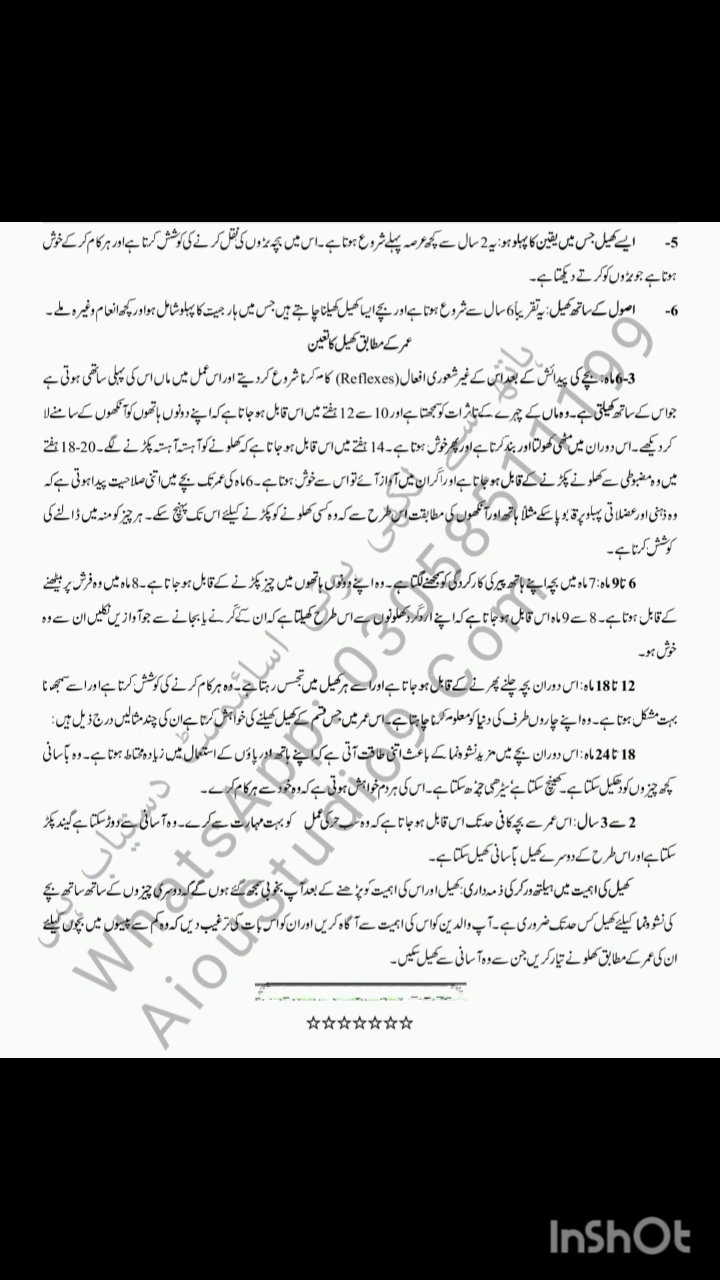 5- ایسے کھیل جس میں یقین کا پہلو ہو: یہ 2 سال سے کچھ عرصہ پہلے شروع ہوتا ہے۔ اس میں بچہ بڑوں کی نقل کرنے کی کوشش کرتا ہے اور ہر کام کر کے خوش
ہوتا ہے جو بڑوں کو کرتے دیکھتا ہے۔
6- اصول کے ساتھ کھیل: یہ تقریباً 6 سال سے شروع ہوتا ہے اور بچے ایسا کھیل کھیلنا چاہتے ہیں جس میں ہار جیت کا پہلو شامل ہو اور کچھ انعام وغیرہ ملے۔
عمر کے مطابق کھیل کا تعین
3-6 ماہ: بچے کی پیدائش کے بعد اس کے غیر شعوری افعال (Reflexes) کام کرنا شروع کر دیتے اور اس عمل میں ماں اس کی پہلی ساتھی ہوتی ہے
جو اس کے ساتھ کھیلتی ہے۔ وہ ماں کے چہرے کے تاثرات کو سمجھتا ہے اور 10 سے 12 ہفتے میں اس قابل ہو جاتا ہے کہ اپنے دونوں ہاتھوں کو آنکھوں کے سامنے لا
کر دیکھے۔ اس دوران میں مٹھی کھولتا اور بند کرتا ہے اور پھر خوش ہوتا ہے۔ 14 ہفتے میں اس قابل ہو جاتا ہے کہ کھلونے کو آہستہ آہستہ پکڑنے لگے۔ 18-20 ہفتے
میں وہ مضبوطی سے کھلونے پکڑنے کے قابل ہو جاتا ہے اور اگر ان میں آواز آئے تو اس سے خوش ہوتا ہے۔ 6 ماہ کی عمر تک بچے میں اتنی صلاحیت پیدا ہوتی ہے کہ
وہ ذہنی اور عضلاتی پہلو پر قابو پا سکے مثلاً ہاتھ اور آنکھوں کی مطابقت اس طرح سے کہ وہ کسی کھلونے کو پکڑنے کیلئے اس تک پہنچ سکے۔ ہر چیز کو منہ میں ڈالنے کی
کوشش کرتا ہے۔
6 تا 9 ماہ: 7 ماہ میں بچہ اپنے ہاتھ پیر کی کارکردگی کو سمجھنے لگتا ہے۔ وہ اپنے دونوں ہاتھوں میں چیز پکڑنے کے قابل ہو جاتا ہے۔ 8 ماہ میں وہ فرش پر بیٹھنے
کے قابل ہوتا ہے۔ 8 سے 9 ماہ اس قابل ہو جاتا ہے کہ اپنے ارد گرد کھلونوں سے اس طرح کھیلتا ہے کہ ان کے گرنے یا بجانے سے جو آوازیں نکلیں ان سے وہ
خوش ہو۔
12 تا 18 ماہ: اس دوران بچہ چلنے پھرنے کے قابل ہو جاتا ہے اور اسے ہر کھیل میں تجسس رہتا ہے۔ وہ ہر کام کرنے کی کوشش کرتا ہے اور اسے سمجھونا
بہت مشکل ہوتا ہے۔ وہ اپنے چاروں طرف کی دنیا کو معلوم کرنا چاہتا ہے۔ اس عمر میں جس قسم کے کھیل کھیلنے کی خواہش کرتا ہے ان کی چند مثالیں درج ذیل ہیں:
18 تا 24 ماہ: اس دوران بچے میں مزید نشوونما کے باعث اتنی طاقت آتی ہے کہ اپنے ہاتھ اور پاؤں کے استعمال میں زیادہ محتاط ہوتا ہے۔ وہ بآسانی
کچھ چیزوں کو دھکیل سکتا ہے۔ کھینچ سکتا ہے سیڑھی چڑھ سکتا ہے۔ اس کی ہر دم خواہش ہوتی ہے کہ وہ خود سے ہر کام کرے۔
2 سے 3 سال: اس عمر سے بچہ کافی حد تک اس قابل ہو جاتا ہے کہ وہ سب حرکی عمل کو بہت مہارت سے کرے۔ وہ آسانی سے دوڑ سکتا ہے گیند پکڑ
سکتا ہے اور اس طرح کے دوسرے کھیل بآسانی کھیل سکتا ہے۔
کھیل کی اہمیت میں ہیلتھ ورکر کی ذمہ داری: کھیل اور اس کی اہمیت کو پڑھنے کے بعد آپ بخوبی سمجھ گئے ہوں گے کہ دوسری چیزوں کے ساتھ ساتھ بچے
کی نشوونما کیلئے کھیل کس حد تک ضروری ہے۔ آپ والدین کو اس کی اہمیت سے آگاہ کریں اور ان کو اس بات کی ترغیب دیں کہ وہ کم سے پیسوں میں بچوں کیلئے
ان کی عمر کے مطابق کھلونے تیار کریں جن سے وہ آسانی سے کھیل سکیں۔
☆☆☆☆☆☆☆
ہاتھ سے لکھی ہوئی اسائنمنٹ دستیاب ہیں
WhatsApp: 03058511199
AiouStudio9.Com
InShOt